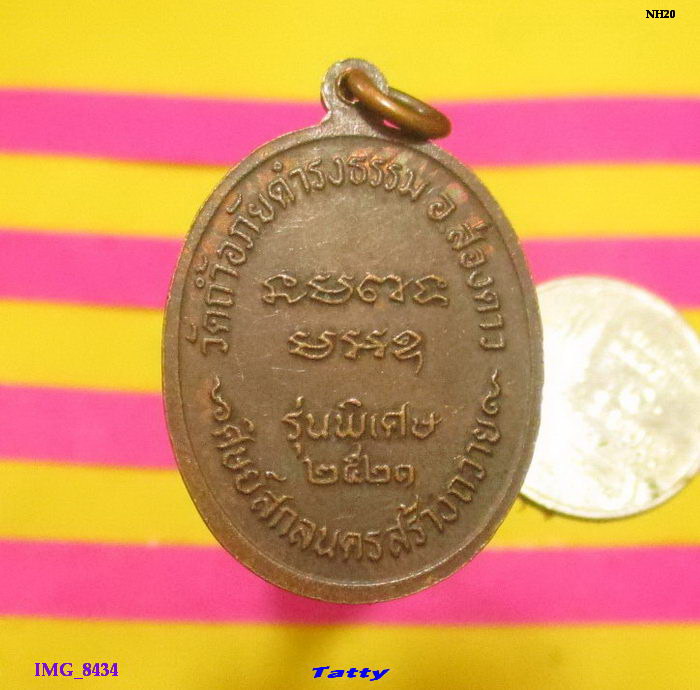 NH20
วัดถ้ำอภัยดำรงธรรม อ.ส่องดาว
รุ่นพิเศษ
๒๕๒๑
ศิษย์สกลนครสร้างถวาย
IMG_8434
Tatty